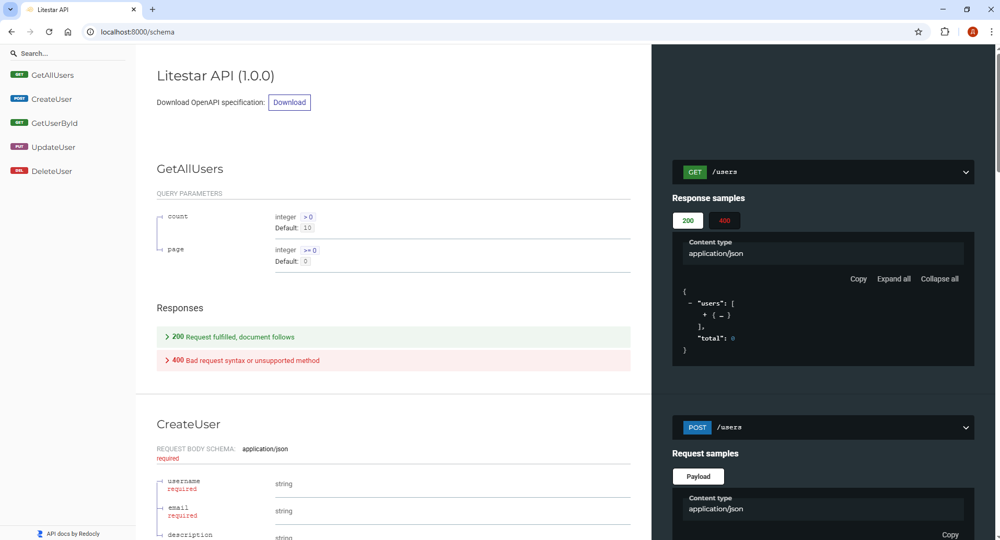 Litestar API
localhost:8000/schema
Д
Search...
GET GetAllUsers
POST CreateUser
GET GetUserById
PUT UpdateUser
DEL DeleteUser
API docs by Redocly
Litestar API (1.0.0)
Download OpenAPI specification: Download
GetAllUsers
QUERY PARAMETERS
count integer > 0
Default: 10
page integer >= 0
Default: 0
Responses
200 Request fulfilled, document follows
400 Bad request syntax or unsupported method
GET /users
Response samples
200 400
Content type
application/json
Copy Expand all Collapse all
{
- "users": [
+ { … }
],
"total": 0
}
CreateUser
REQUEST BODY SCHEMA: application/json
required
username string
required
email string
required
description string
POST /users
Request samples
Payload
Content type
application/json
Copy